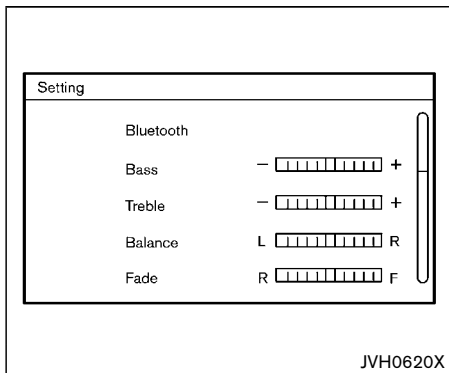 Setting
Bluetooth
Bass − +
Treble − +
Balance L R
Fade R F
JVH0620X